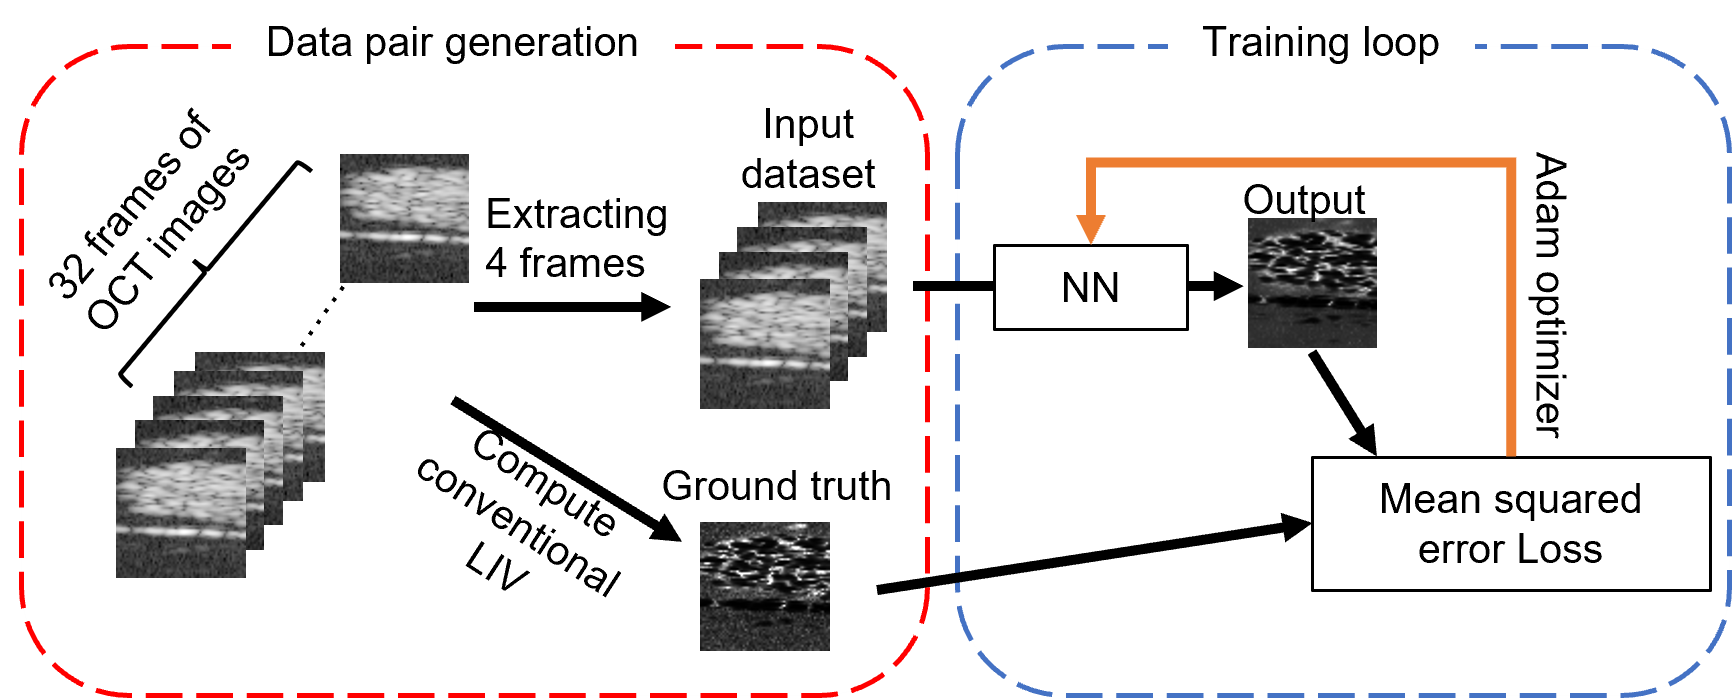 Data pair generation
32 frames of
OCT images
Extracting
4 frames
Input
dataset
Compute
conventional
LIV
Ground truth
Training loop
NN
Output
Adam optimizer
Mean squared
error Loss